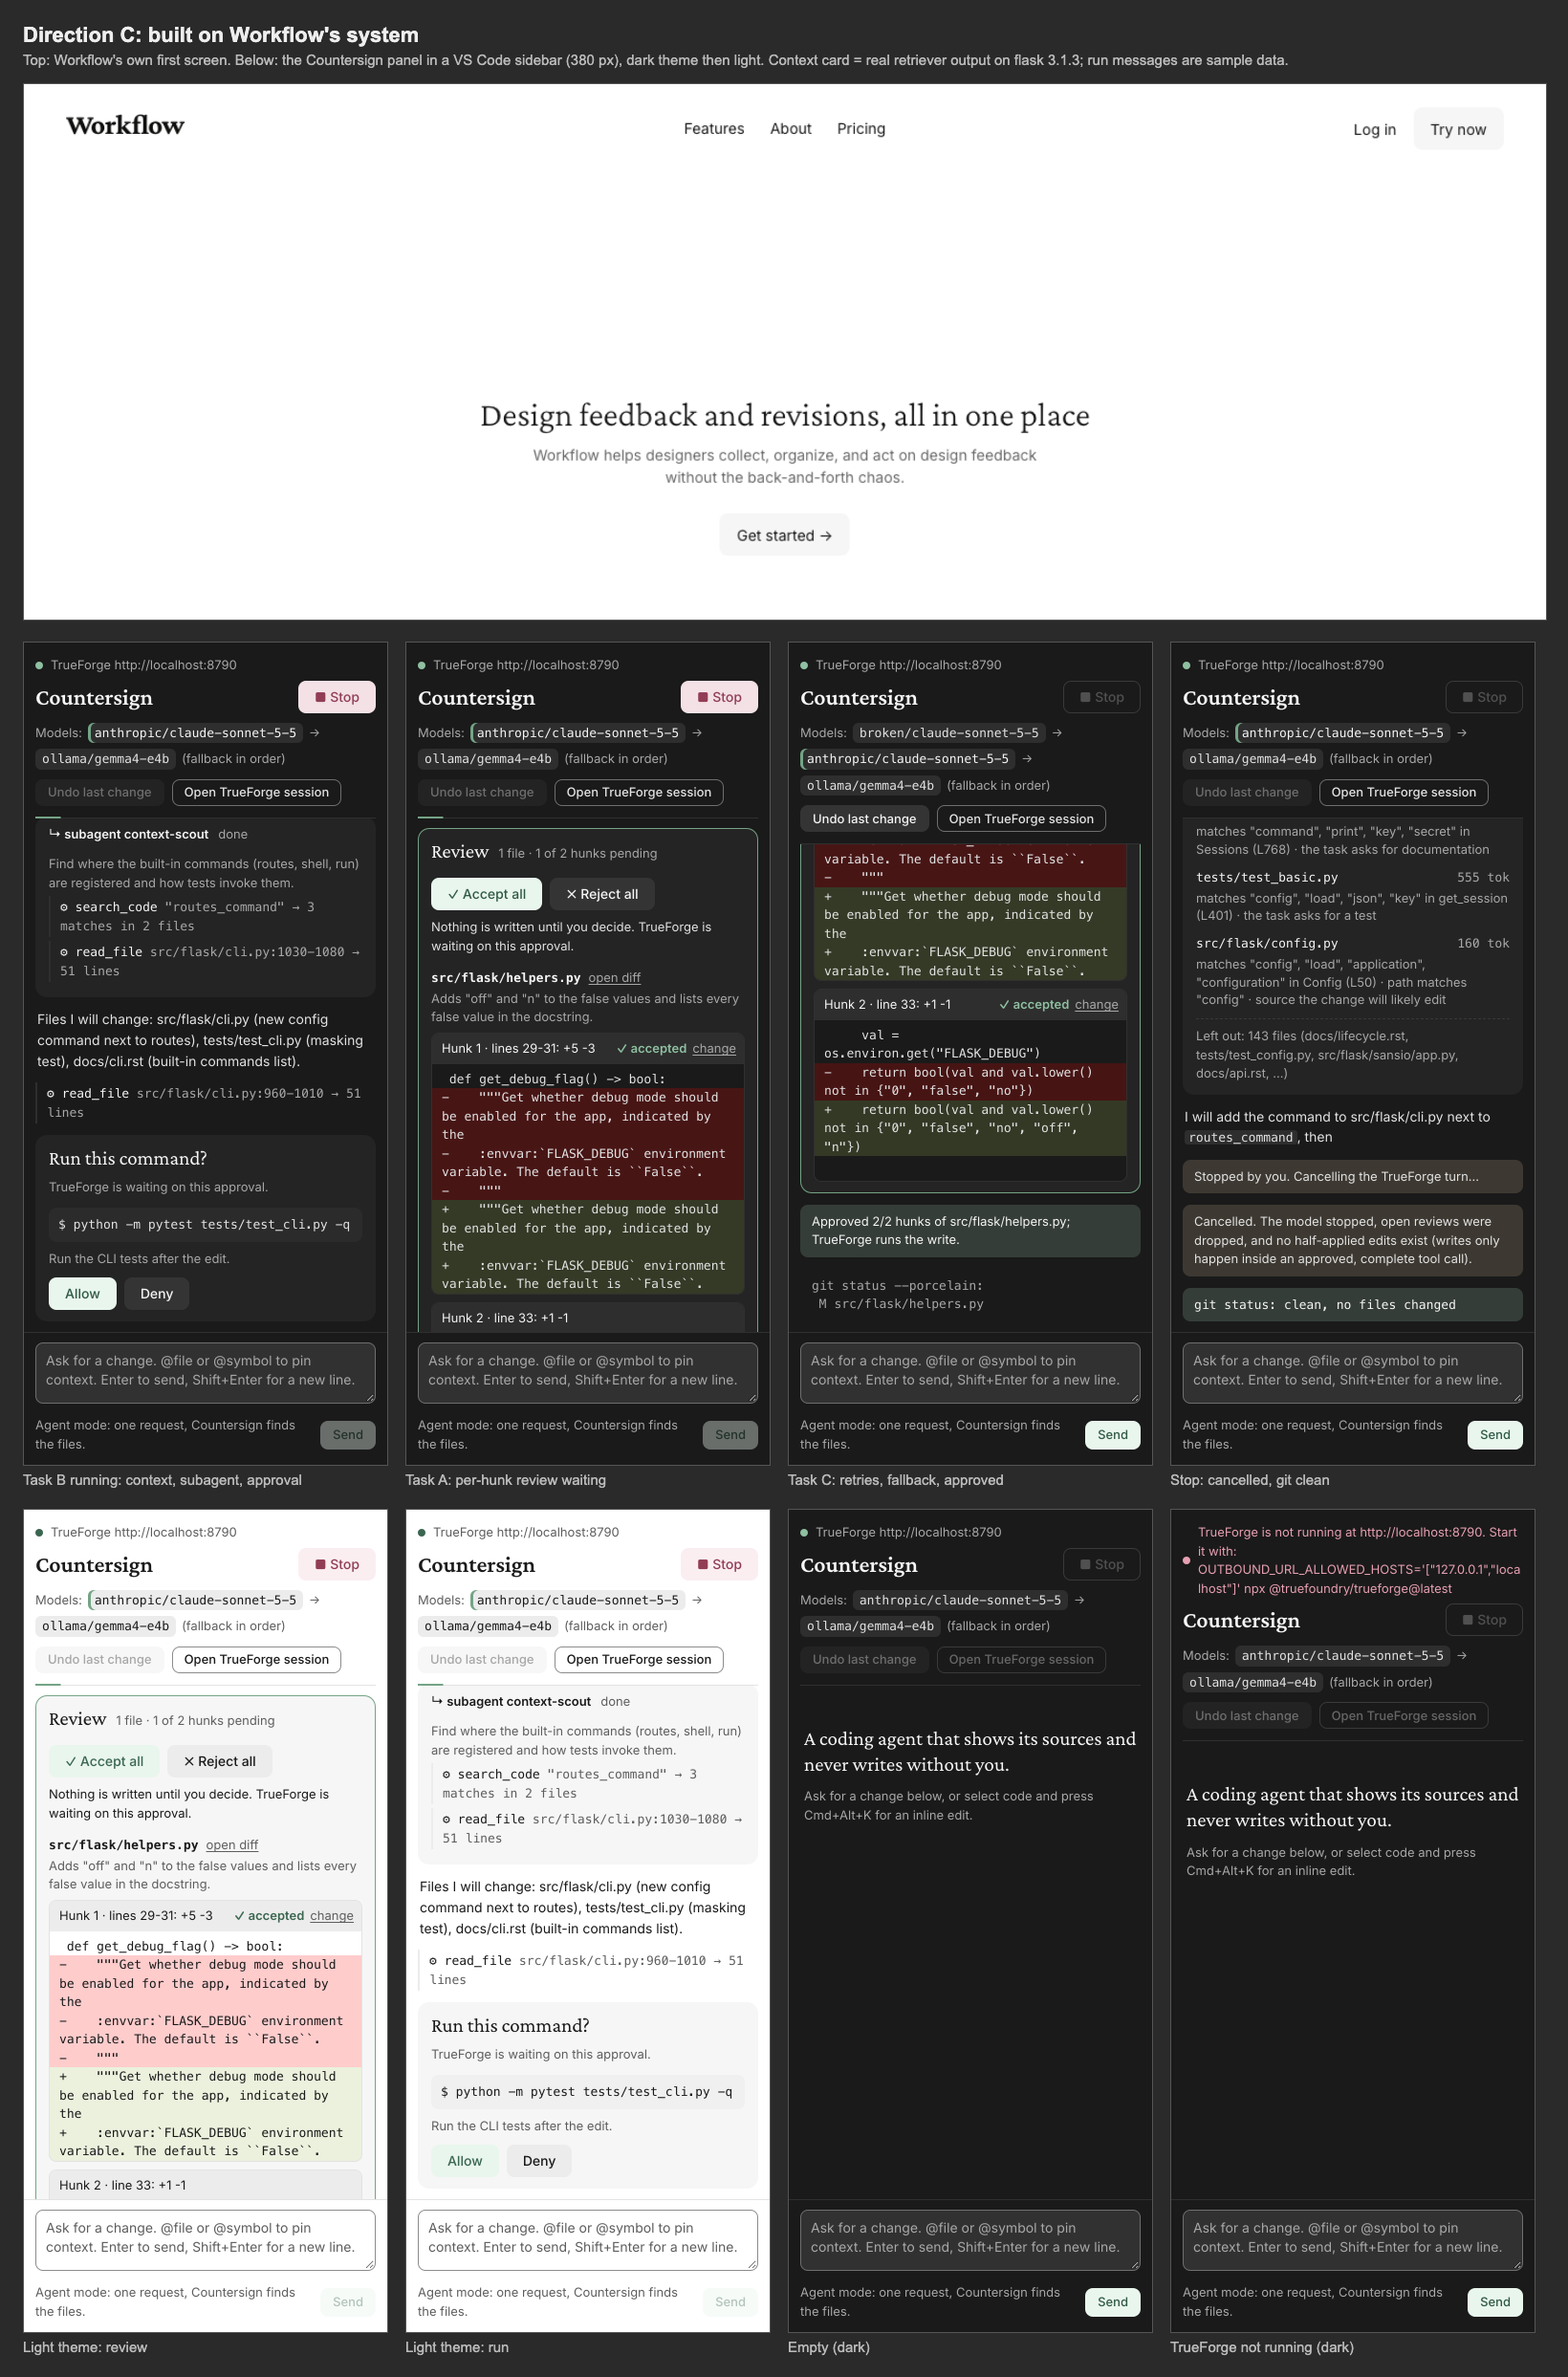 Direction C: built on Workflow's system
Top: Workflow's own first screen. Below: the Countersign panel in a VS Code sidebar (380 px), dark theme then light. Context card = real retriever output on flask 3.1.3; run messages are sample data.
Workflow
Features About Pricing
Log in Try now
Design feedback and revisions, all in one place
Workflow helps designers collect, organize, and act on design feedback
without the back-and-forth chaos.
Get started →
TrueForge http://localhost:8790
Countersign
■ Stop
Models: anthropic/claude-sonnet-5-5 →
ollama/gemma4-e4b (fallback in order)
Undo last change Open TrueForge session
↳ subagent context-scout done
Find where the built-in commands (routes, shell, run)
are registered and how tests invoke them.
⚙ search_code "routes_command" → 3
matches in 2 files
⚙ read_file src/flask/cli.py:1030-1080 →
51 lines
Files I will change: src/flask/cli.py (new config
command next to routes), tests/test_cli.py (masking
test), docs/cli.rst (built-in commands list).
⚙ read_file src/flask/cli.py:960-1010 → 51
lines
Run this command?
TrueForge is waiting on this approval.
$ python -m pytest tests/test_cli.py -q
Run the CLI tests after the edit.
Allow Deny
Ask for a change. @file or @symbol to pin
context. Enter to send, Shift+Enter for a new line.
Agent mode: one request, Countersign finds
the files.
Send
Task B running: context, subagent, approval
TrueForge http://localhost:8790
Countersign
■ Stop
Models: anthropic/claude-sonnet-5-5 →
ollama/gemma4-e4b (fallback in order)
Undo last change Open TrueForge session
Review 1 file · 1 of 2 hunks pending
✓ Accept all ✕ Reject all
Nothing is written until you decide. TrueForge is
waiting on this approval.
src/flask/helpers.py open diff
Adds "off" and "n" to the false values and lists every
false value in the docstring.
Hunk 1 · lines 29-31: +5 -3 ✓ accepted change
def get_debug_flag() -> bool:
- """Get whether debug mode should
be enabled for the app, indicated by
the
- :envvar:`FLASK_DEBUG` environment
variable. The default is ``False``.
- """
+ """Get whether debug mode should
be enabled for the app, indicated by
the
+ :envvar:`FLASK_DEBUG` environment
variable. The default is ``False``.
Hunk 2 · line 33: +1 -1
Ask for a change. @file or @symbol to pin
context. Enter to send, Shift+Enter for a new line.
Agent mode: one request, Countersign finds
the files.
Send
Task A: per-hunk review waiting
TrueForge http://localhost:8790
Countersign
■ Stop
Models: broken/claude-sonnet-5-5 →
anthropic/claude-sonnet-5-5 →
ollama/gemma4-e4b (fallback in order)
Undo last change Open TrueForge session
variable. The default is ``False``.
- """
+ """Get whether debug mode should
be enabled for the app, indicated by
the
+ :envvar:`FLASK_DEBUG` environment
variable. The default is ``False``.
Hunk 2 · line 33: +1 -1 ✓ accepted change
val =
os.environ.get("FLASK_DEBUG")
- return bool(val and val.lower()
not in {"0", "false", "no"})
+ return bool(val and val.lower()
not in {"0", "false", "no", "off",
"n"})
Approved 2/2 hunks of src/flask/helpers.py;
TrueForge runs the write.
git status --porcelain:
M src/flask/helpers.py
Ask for a change. @file or @symbol to pin
context. Enter to send, Shift+Enter for a new line.
Agent mode: one request, Countersign finds
the files.
Send
Task C: retries, fallback, approved
TrueForge http://localhost:8790
Countersign
■ Stop
Models: anthropic/claude-sonnet-5-5 →
ollama/gemma4-e4b (fallback in order)
Undo last change Open TrueForge session
matches "command", "print", "key", "secret" in
Sessions (L768) · the task asks for documentation
tests/test_basic.py 555 tok
matches "config", "load", "json", "key" in get_session
(L401) · the task asks for a test
src/flask/config.py 160 tok
matches "config", "load", "application",
"configuration" in Config (L50) · path matches
"config" · source the change will likely edit
Left out: 143 files (docs/lifecycle.rst,
tests/test_config.py, src/flask/sansio/app.py,
docs/api.rst, ...)
I will add the command to src/flask/cli.py next to
routes_command, then
Stopped by you. Cancelling the TrueForge turn...
Cancelled. The model stopped, open reviews were
dropped, and no half-applied edits exist (writes only
happen inside an approved, complete tool call).
git status: clean, no files changed
Ask for a change. @file or @symbol to pin
context. Enter to send, Shift+Enter for a new line.
Agent mode: one request, Countersign finds
the files.
Send
Stop: cancelled, git clean
TrueForge http://localhost:8790
Countersign
■ Stop
Models: anthropic/claude-sonnet-5-5 →
ollama/gemma4-e4b (fallback in order)
Undo last change Open TrueForge session
Review 1 file · 1 of 2 hunks pending
✓ Accept all ✕ Reject all
Nothing is written until you decide. TrueForge is
waiting on this approval.
src/flask/helpers.py open diff
Adds "off" and "n" to the false values and lists every
false value in the docstring.
Hunk 1 · lines 29-31: +5 -3 ✓ accepted change
def get_debug_flag() -> bool:
- """Get whether debug mode should
be enabled for the app, indicated by
the
- :envvar:`FLASK_DEBUG` environment
variable. The default is ``False``.
- """
+ """Get whether debug mode should
be enabled for the app, indicated by
the
+ :envvar:`FLASK_DEBUG` environment
variable. The default is ``False``.
Hunk 2 · line 33: +1 -1
Ask for a change. @file or @symbol to pin
context. Enter to send, Shift+Enter for a new line.
Agent mode: one request, Countersign finds
the files.
Send
Light theme: review
TrueForge http://localhost:8790
Countersign
■ Stop
Models: anthropic/claude-sonnet-5-5 →
ollama/gemma4-e4b (fallback in order)
Undo last change Open TrueForge session
↳ subagent context-scout done
Find where the built-in commands (routes, shell, run)
are registered and how tests invoke them.
⚙ search_code "routes_command" → 3
matches in 2 files
⚙ read_file src/flask/cli.py:1030-1080 →
51 lines
Files I will change: src/flask/cli.py (new config
command next to routes), tests/test_cli.py (masking
test), docs/cli.rst (built-in commands list).
⚙ read_file src/flask/cli.py:960-1010 → 51
lines
Run this command?
TrueForge is waiting on this approval.
$ python -m pytest tests/test_cli.py -q
Run the CLI tests after the edit.
Allow Deny
Ask for a change. @file or @symbol to pin
context. Enter to send, Shift+Enter for a new line.
Agent mode: one request, Countersign finds
the files.
Send
Light theme: run
TrueForge http://localhost:8790
Countersign
■ Stop
Models: anthropic/claude-sonnet-5-5 →
ollama/gemma4-e4b (fallback in order)
Undo last change Open TrueForge session
A coding agent that shows its sources and
never writes without you.
Ask for a change below, or select code and press
Cmd+Alt+K for an inline edit.
Ask for a change. @file or @symbol to pin
context. Enter to send, Shift+Enter for a new line.
Agent mode: one request, Countersign finds
the files.
Send
Empty (dark)
TrueForge is not running at http://localhost:8790. Start
it with:
OUTBOUND_URL_ALLOWED_HOSTS='["127.0.0.1","loca
lhost"]' npx @truefoundry/trueforge@latest
Countersign
■ Stop
Models: anthropic/claude-sonnet-5-5 →
ollama/gemma4-e4b (fallback in order)
Undo last change Open TrueForge session
A coding agent that shows its sources and
never writes without you.
Ask for a change below, or select code and press
Cmd+Alt+K for an inline edit.
Ask for a change. @file or @symbol to pin
context. Enter to send, Shift+Enter for a new line.
Agent mode: one request, Countersign finds
the files.
Send
TrueForge not running (dark)